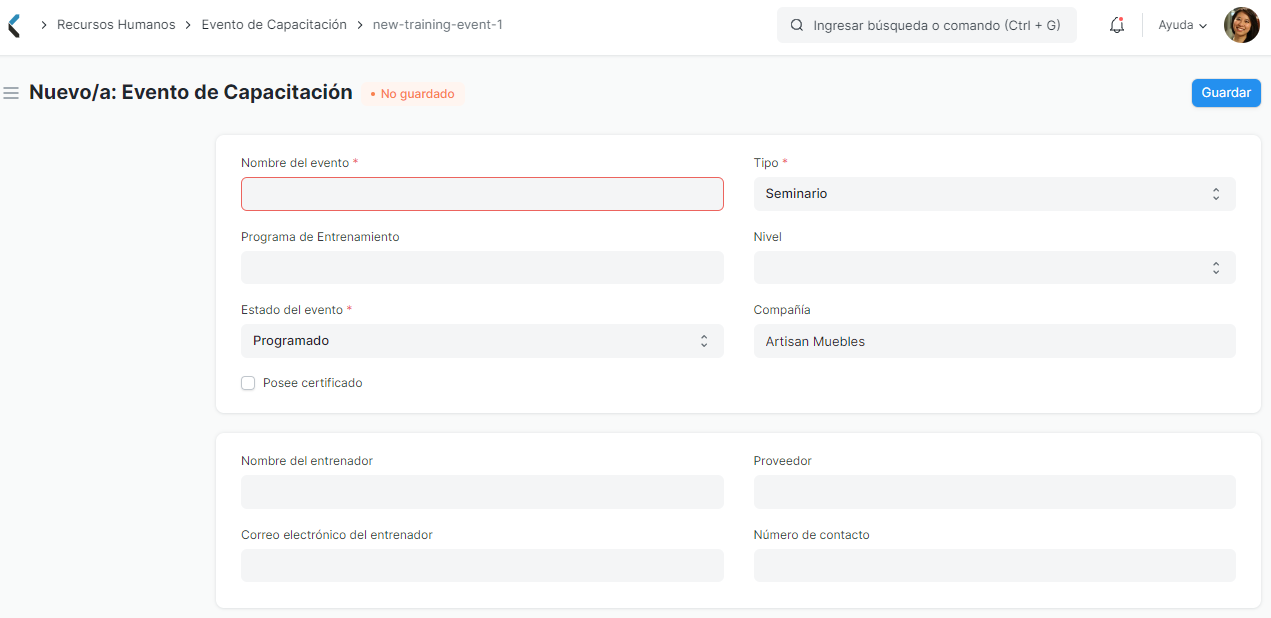 Recursos Humanos > Evento de Capacitación > new-training-event-1
Ingresar búsqueda o comando (Ctrl + G)
Ayuda
Nuevo/a: Evento de Capacitación
• No guardado
Guardar
Nombre del evento *
Tipo *
Seminario
Programa de Entrenamiento
Nivel
Estado del evento *
Compañía
Programado
Artisan Muebles
Posee certificado
Nombre del entrenador
Proveedor
Correo electrónico del entrenador
Número de contacto